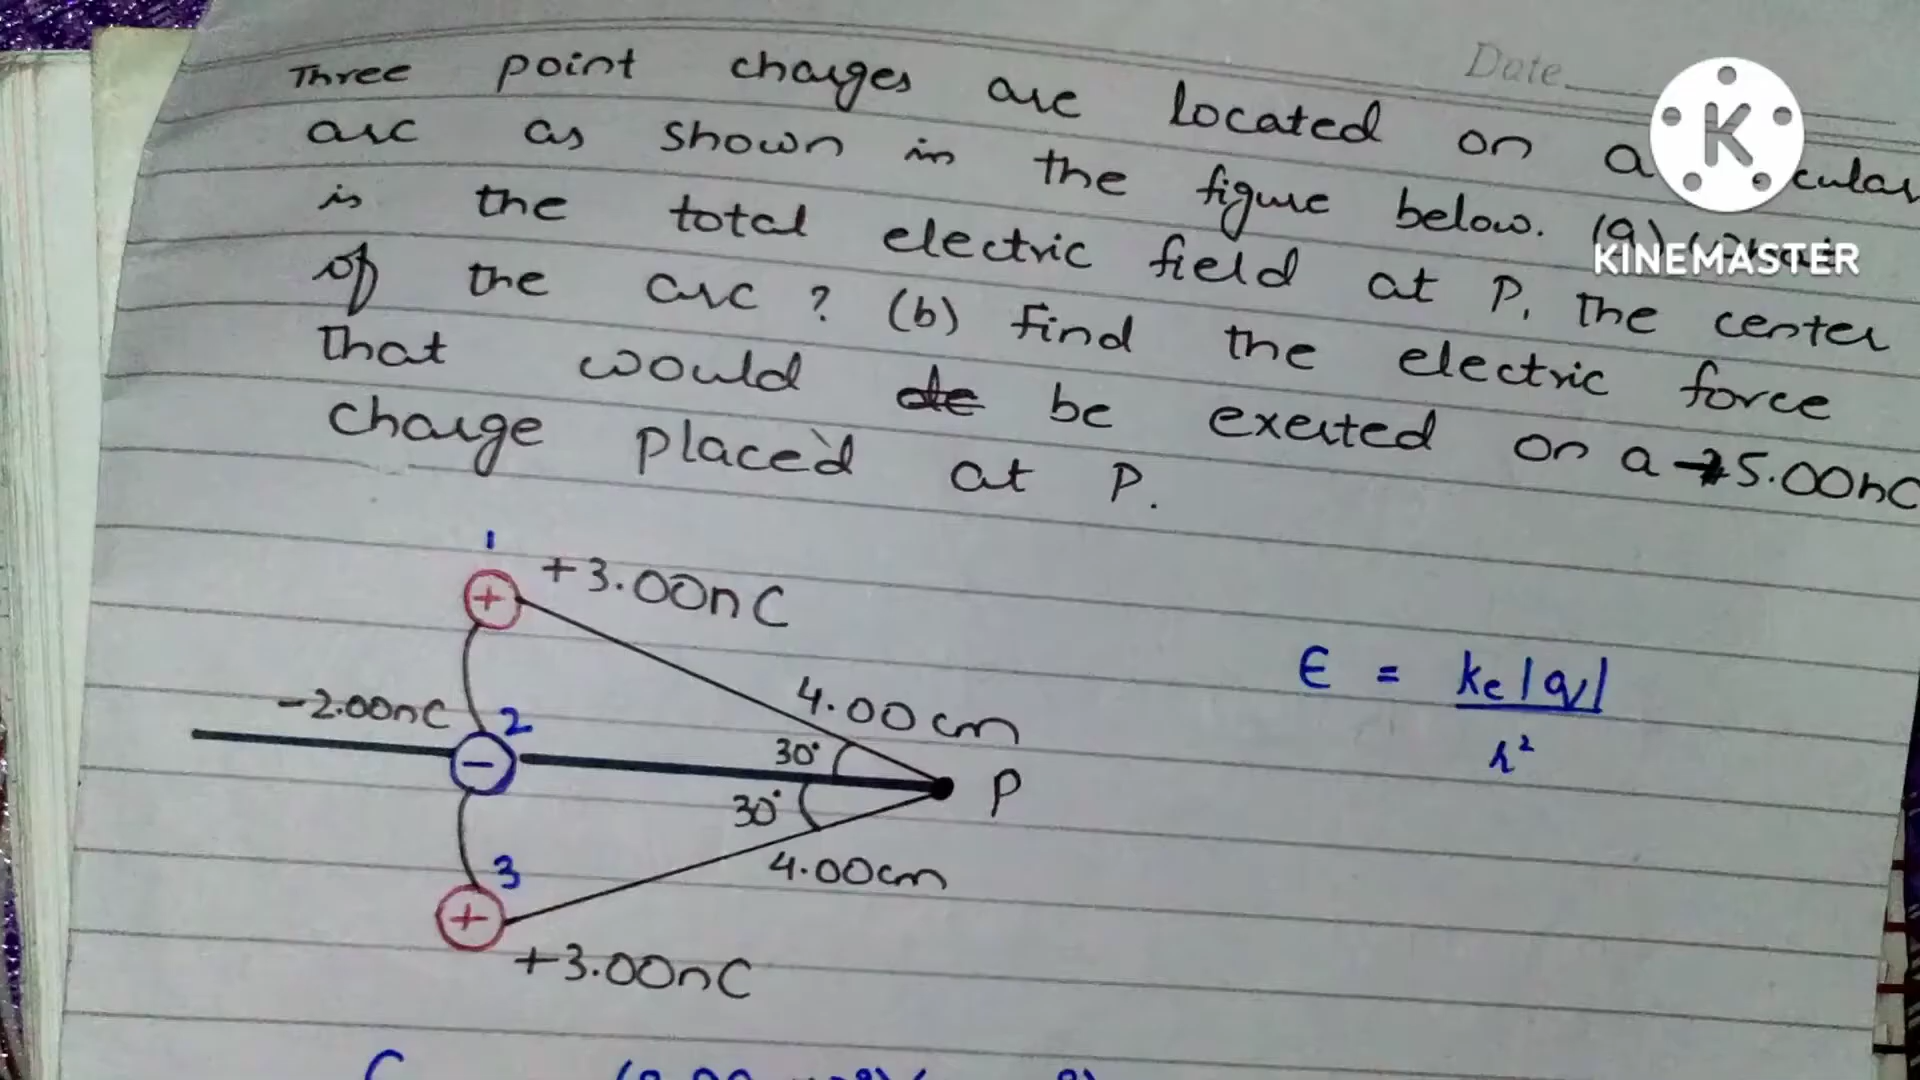 Date
Three point charges are located on a cular
arc as shown in the figure below. (a)
is the total electric field at P, The center
of the arc ? (b) Find the electric force
That would be exerted on a -5.00nC
charge placed at P.
1
+3.00nC
4.00cm
-2.00nC 2
30°
P
30°
3
4.00cm
+3.00nC
E = ke|q|
r²
K
KINEMASTER